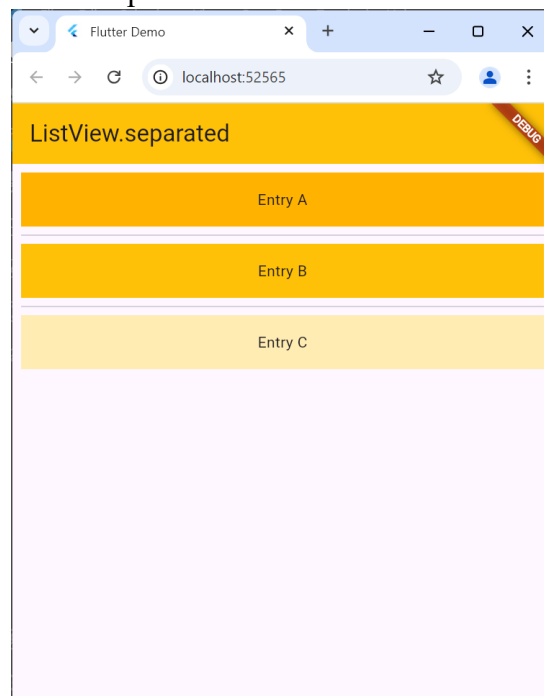 Flutter Demo
localhost:52565
ListView.separated
DEBUG
Entry A
Entry B
Entry C